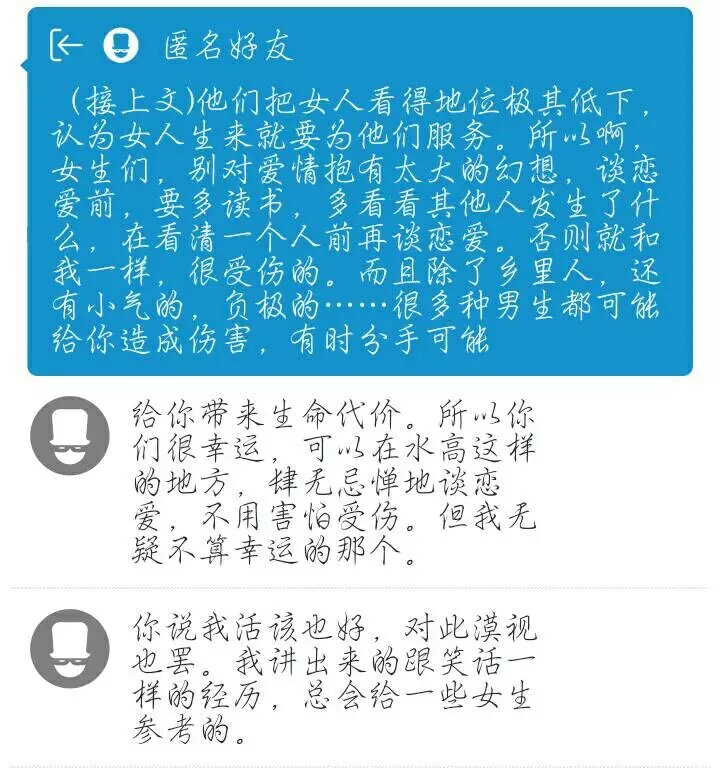 匿名好友
（接上文)他们把女人看得地位极其低下，
认为女人生来就要为他们服务。所以啊，
女生们，别对爱情抱有太大的幻想，谈恋
爱前，要多读书，多看看其他人发生了什
么，在看清一个人前再谈恋爱。否则就和
我一样，很受伤的。而且除了乡里人，还
有小气的，负极的……很多种男生都可能
给你造成伤害，有时分手可能
给你带来生命代价。所以你
们很幸运，可以在水高这样
的地方，肆无忌惮地谈恋
爱，不用害怕受伤。但我无
疑不算幸运的那个。
你说我活该也好，对此漠视
也罢。我讲出来的跟笑话一
样的经历，总会给一些女生
参考的。